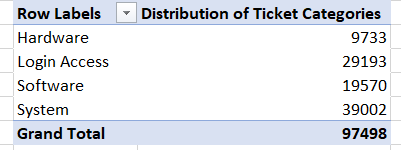 Row Labels Distribution of Ticket Categories
Hardware 9733
Login Access 29193
Software 19570
System 39002
Grand Total 97498